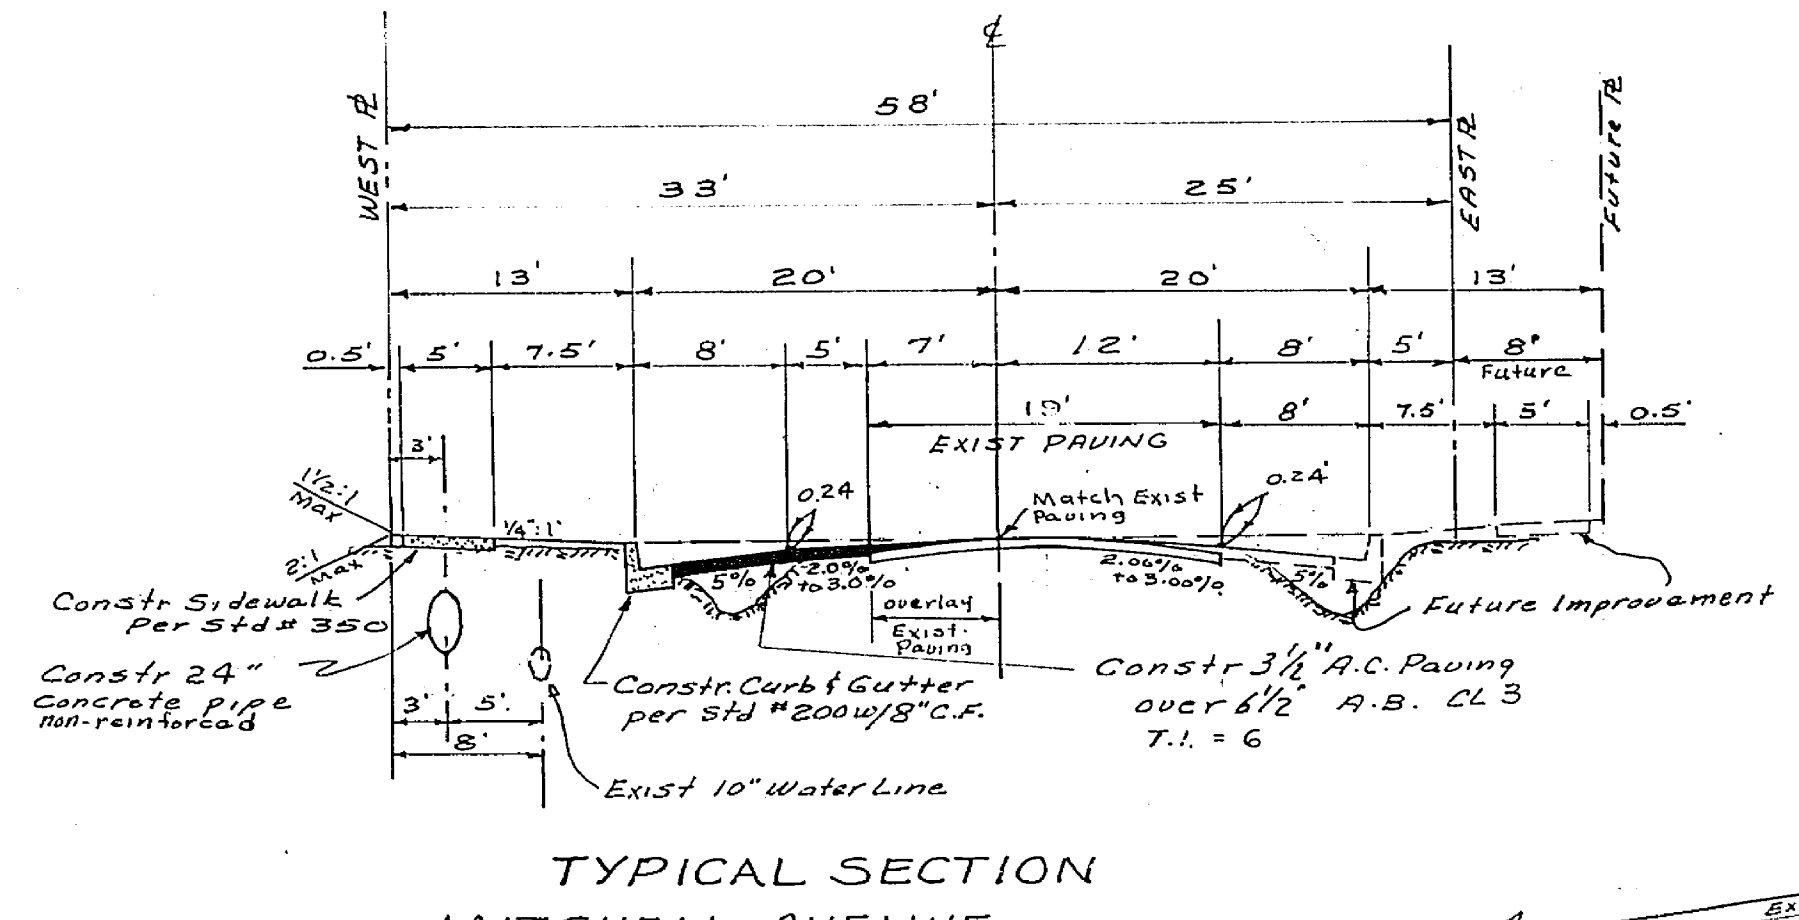 ℄
58'
WEST ℞
EAST ℞
Future ℞
33'
25'
13'
20'
20'
13'
0.5'
5'
7.5'
8'
5'
7'
12'
8'
5'
8'
Future
19'
8'
7.5'
5'
0.5'
EXIST PAVING
3'
1½:1
Max
0.24
Match Exist
Paving
0.24'
¼":1'
2:1
Max
5%
-2.0%
to 3.0%
2.00%
to 3.00%
5%
Constr Sidewalk
Per Std # 350
overlay
Exist.
Paving
Future Improvement
Constr 24"
Concrete pipe
non-reinforced
3'
5'
8'
Constr. Curb & Gutter
per Std #200 w/8" C.F.
Constr 3½" A.C. Paving
over 6½" A.B. CL 3
T.I. = 6
Exist 10" Water Line
TYPICAL SECTION